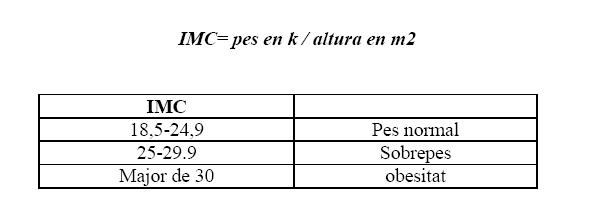 IMC= pes en k / altura en m2
IMC
18,5-24,9 Pes normal
25-29.9 Sobrepes
Major de 30 obesitat